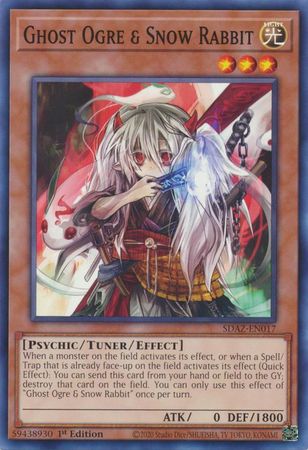 GHOST OGRE & SNOW RABBIT
LIGHT
光
SDAZ-EN017
[PSYCHIC/TUNER/EFFECT]
When a monster on the field activates its effect, or when a Spell/
Trap that is already face-up on the field activates its effect (Quick
Effect): You can send this card from your hand or field to the GY;
destroy that card on the field. You can only use this effect of
"Ghost Ogre & Snow Rabbit" once per turn.
ATK/ 0 DEF/1800
59438930 1st Edition ©2020 Studio Dice/SHUEISHA, TV TOKYO, KONAMI